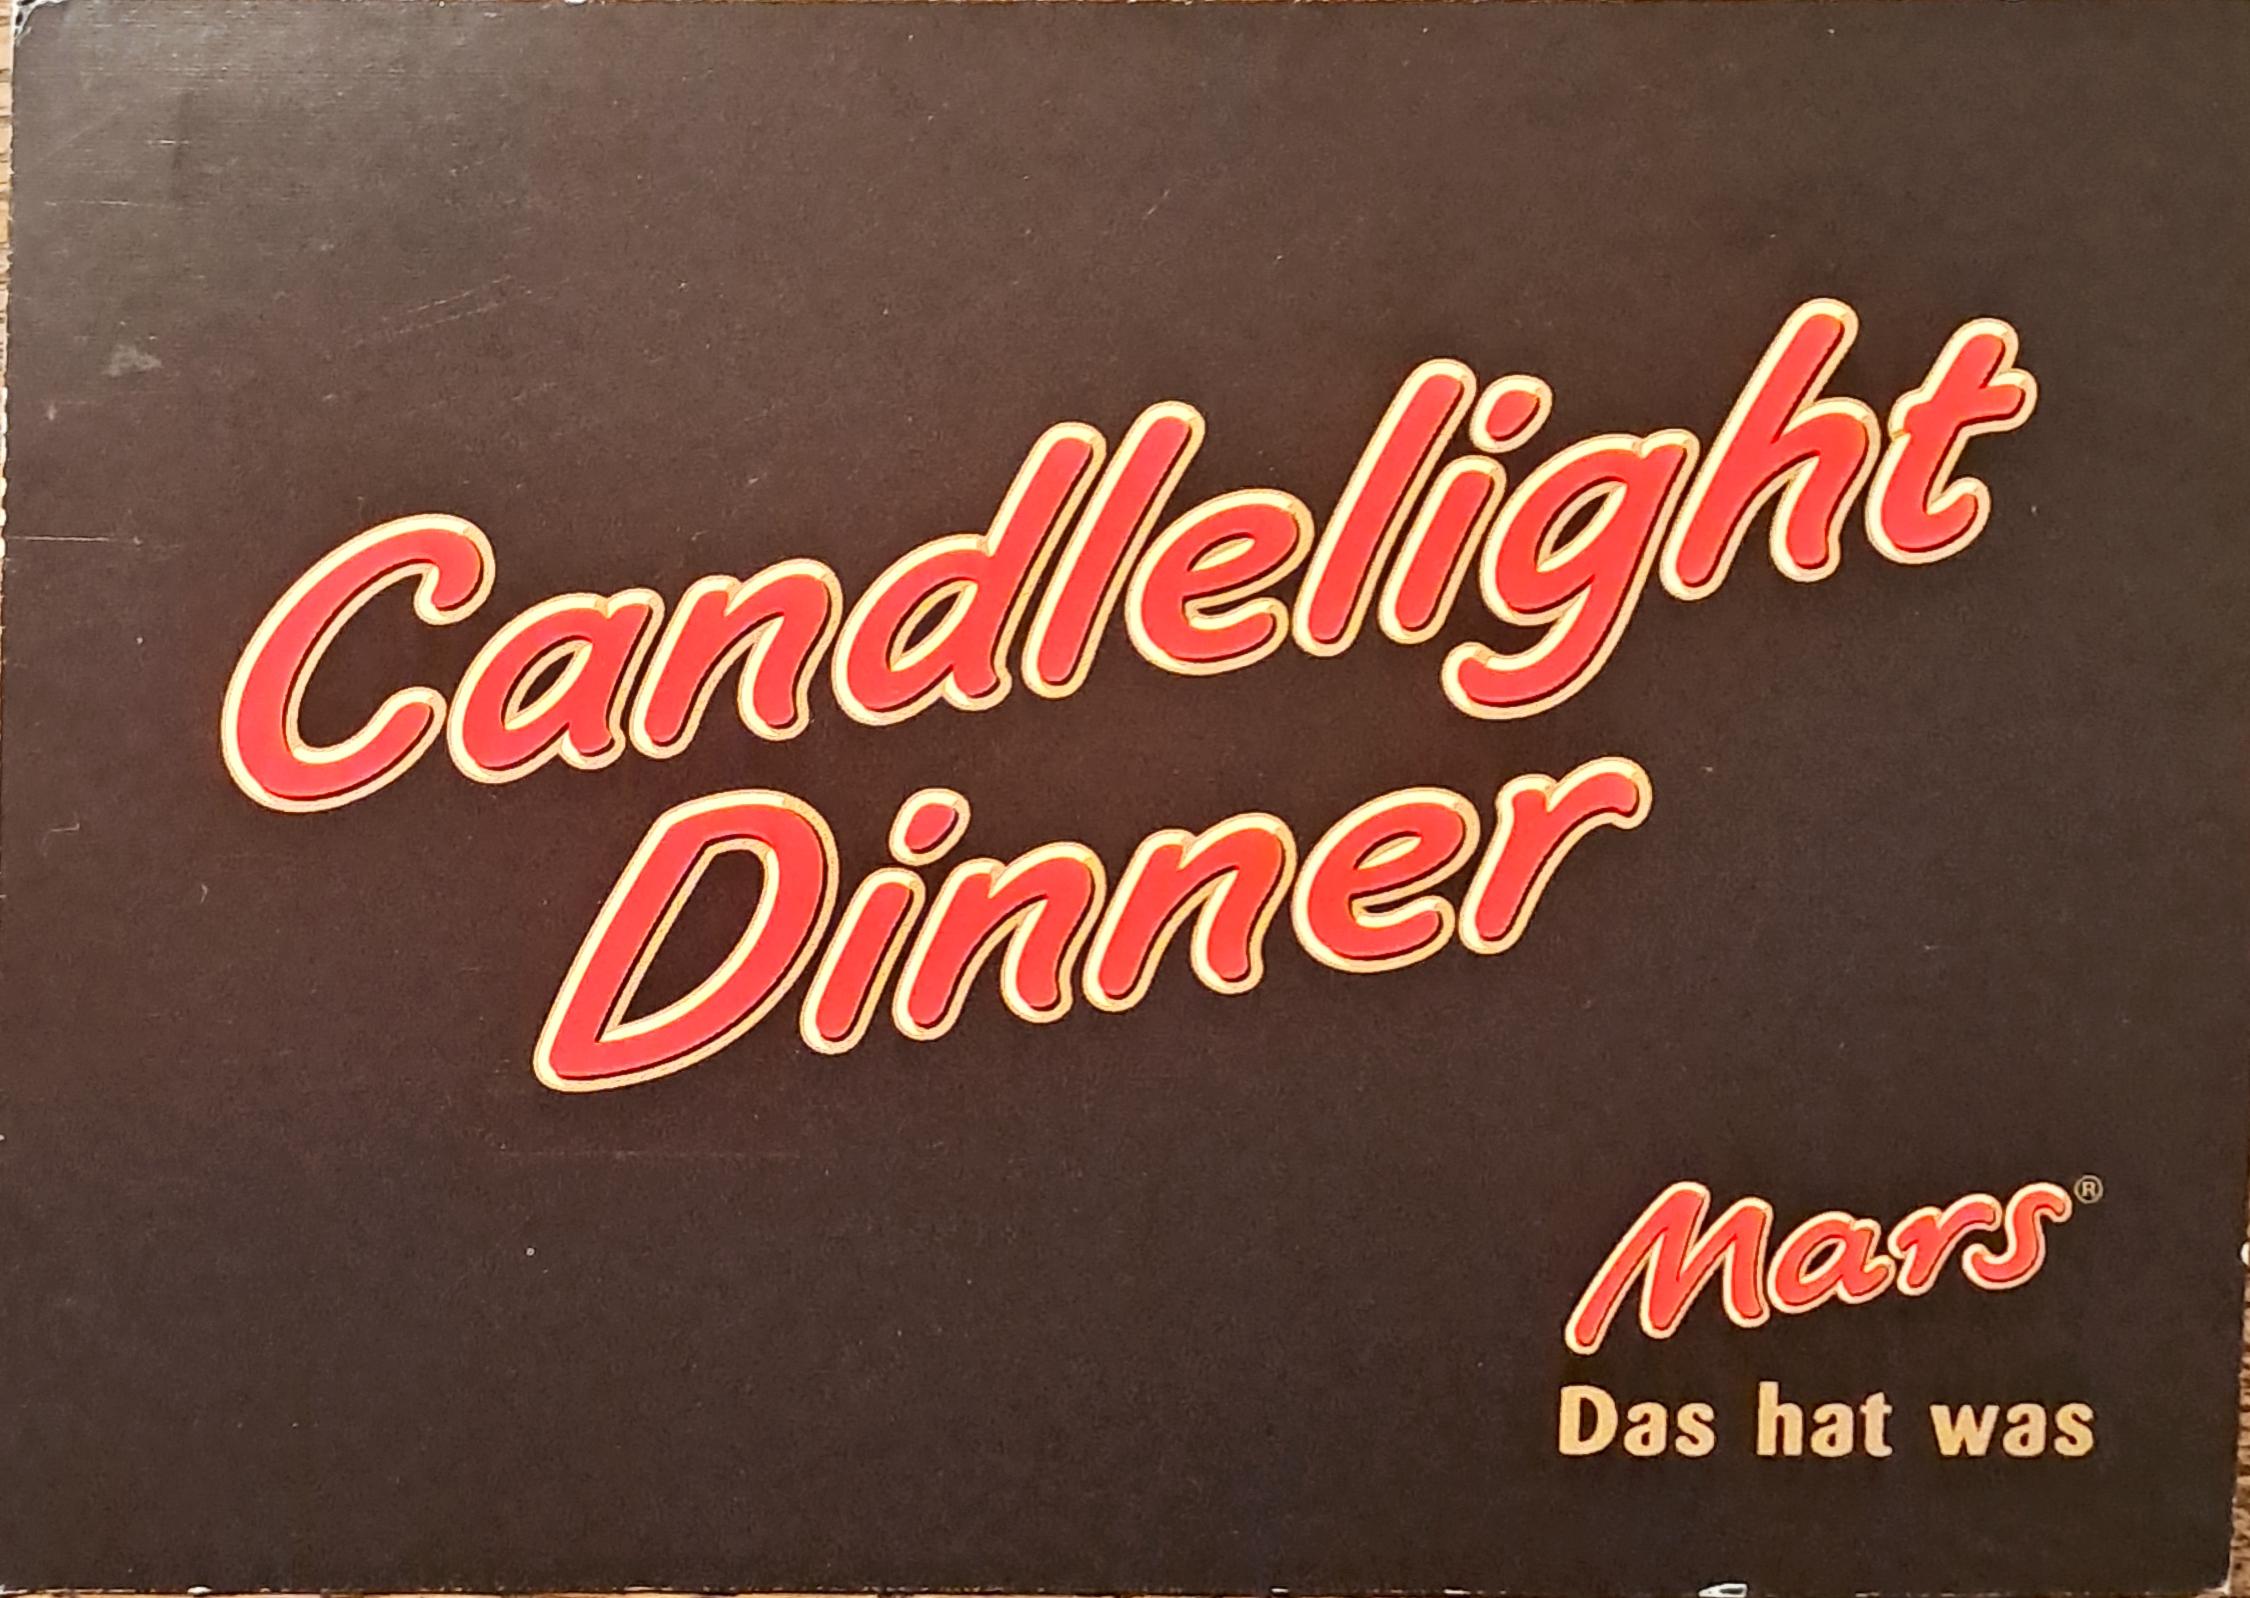 Candlelight
Dinner
Mars®
Das hat was